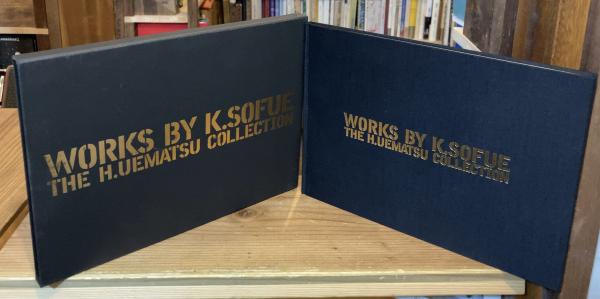 WORKS BY K.SOFUE
THE H.UEMATSU COLLECTION
WORKS BY K.SOFUE
THE H.UEMATSU COLLECTION